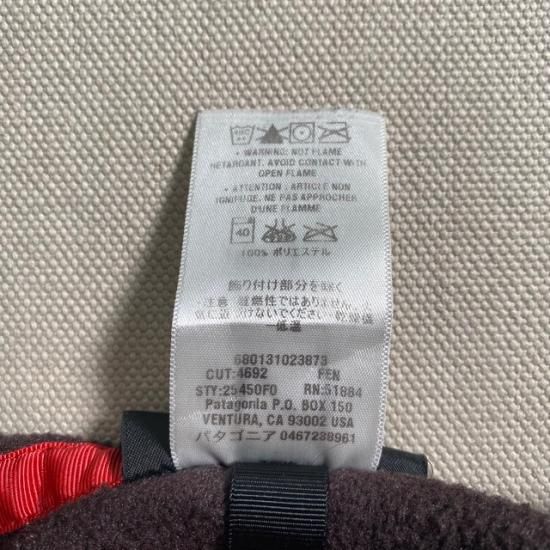 • WARNING: NOT FLAME
RETARDANT. AVOID CONTACT WITH
OPEN FLAME
• ATTENTION: ARTICLE NON
IGNIFUGE. NE PAS APPROCHER
D'UNE FLAMME
40
100% ポリエステル
飾り付け部分を除く
680131023873
CUT:4692 FEN
STY:25450F0 RN:51884
Patagonia P.O. BOX 150
VENTURA, CA 93002 USA
パタゴニア 0467238961